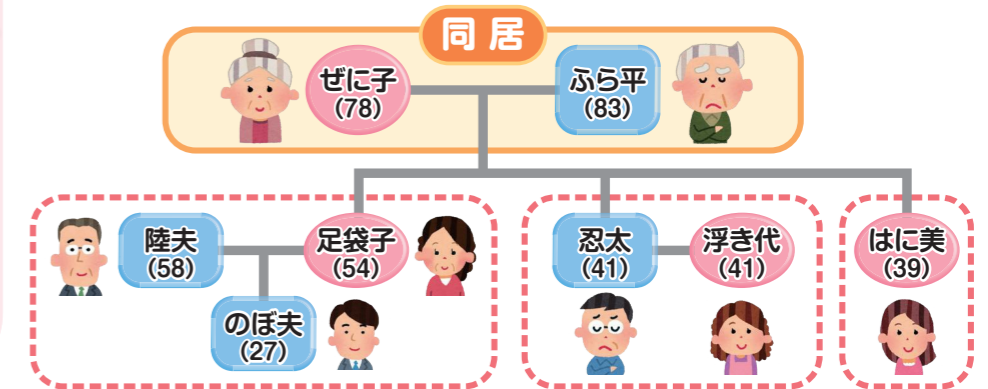 同居
ぜに子
(78)
ふら平
(83)
陸夫
(58)
足袋子
(54)
忍太
(41)
浮き代
(41)
はに美
(39)
のぼ夫
(27)